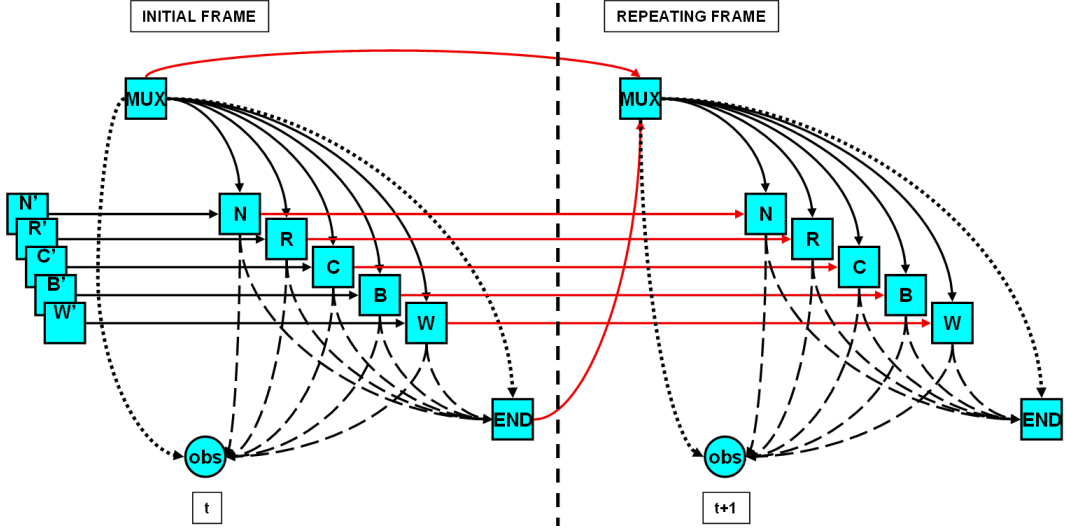 INITIAL FRAME
REPEATING FRAME
MUX
MUX
N'
N
N
R'
R
R
C'
C
C
B'
B
B
W'
W
W
END
END
obs
obs
t
t+1